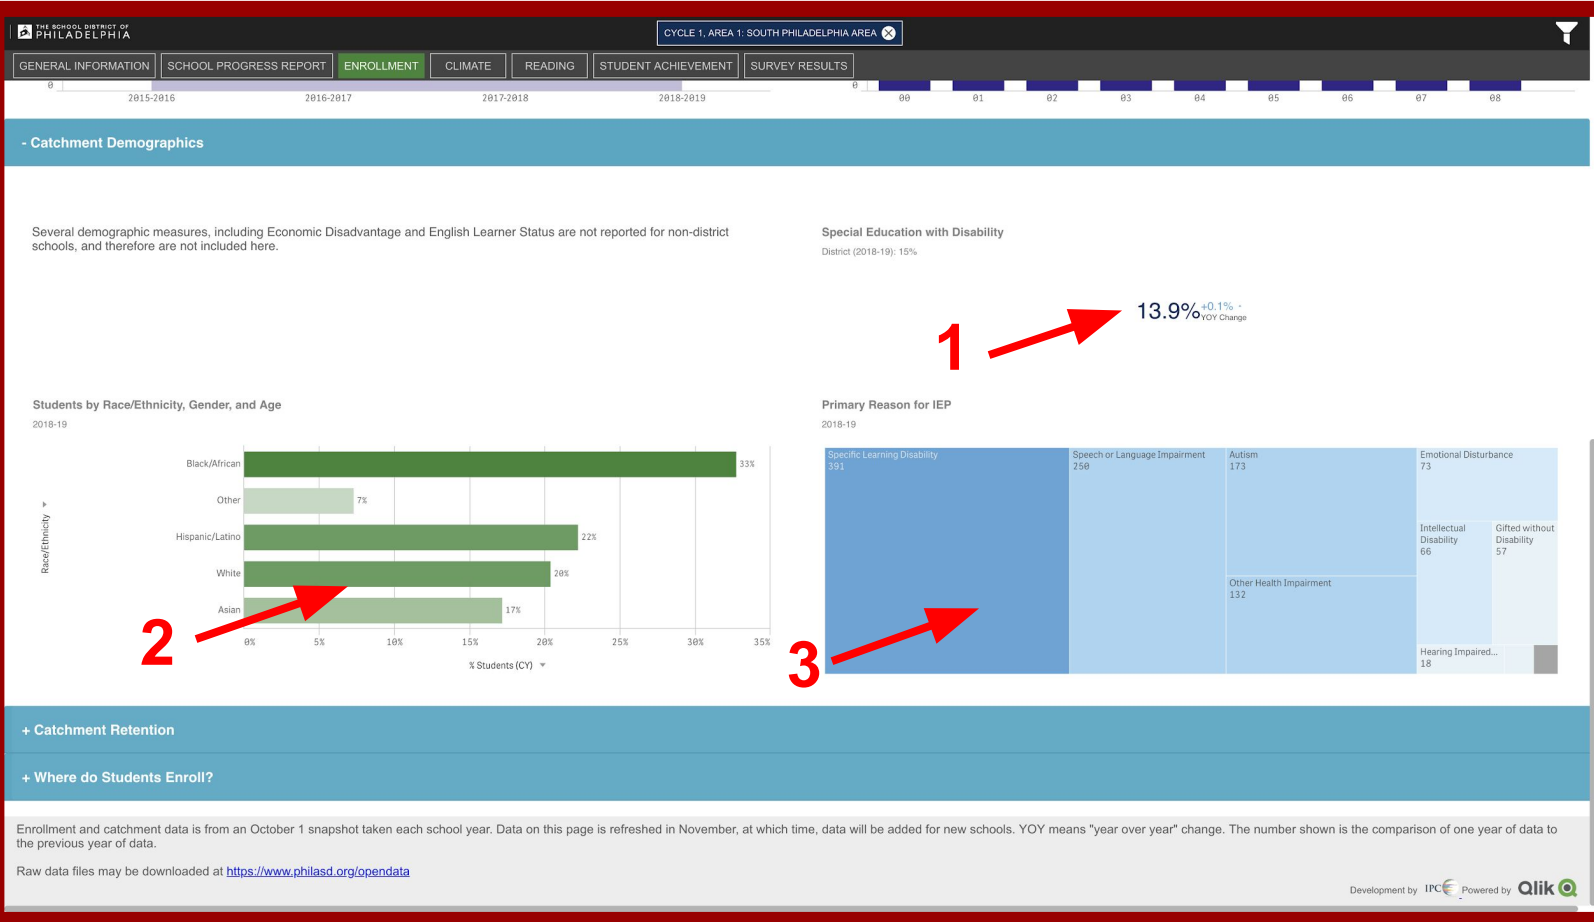 THE SCHOOL DISTRICT OF
PHILADELPHIA
CYCLE 1, AREA 1: SOUTH PHILADELPHIA AREA
GENERAL INFORMATION
SCHOOL PROGRESS REPORT
ENROLLMENT
CLIMATE
READING
STUDENT ACHIEVEMENT
SURVEY RESULTS
0
2015-2016 2016-2017 2017-2018 2018-2019
0
00 01 02 03 04 05 06 07 08
- Catchment Demographics
Several demographic measures, including Economic Disadvantage and English Learner Status are not reported for non-district
schools, and therefore are not included here.
Special Education with Disability
District (2018-19): 15%
13.9% +0.1% -
YOY Change
1
Students by Race/Ethnicity, Gender, and Age
2018-19
Race/Ethnicity
Black/African 33%
Other 7%
Hispanic/Latino 22%
White 20%
Asian 17%
0% 5% 10% 15% 20% 25% 30% 35%
% Students (CY)
2
Primary Reason for IEP
2018-19
Specific Learning Disability
391
Speech or Language Impairment
250
Autism
173
Other Health Impairment
132
Emotional Disturbance
73
Intellectual
Disability
66
Gifted without
Disability
57
Hearing Impaired...
18
3
+ Catchment Retention
+ Where do Students Enroll?
Enrollment and catchment data is from an October 1 snapshot taken each school year. Data on this page is refreshed in November, at which time, data will be added for new schools. YOY means "year over year" change. The number shown is the comparison of one year of data to
the previous year of data.
Raw data files may be downloaded at https://www.philasd.org/opendata
Development by IPC Powered by Qlik